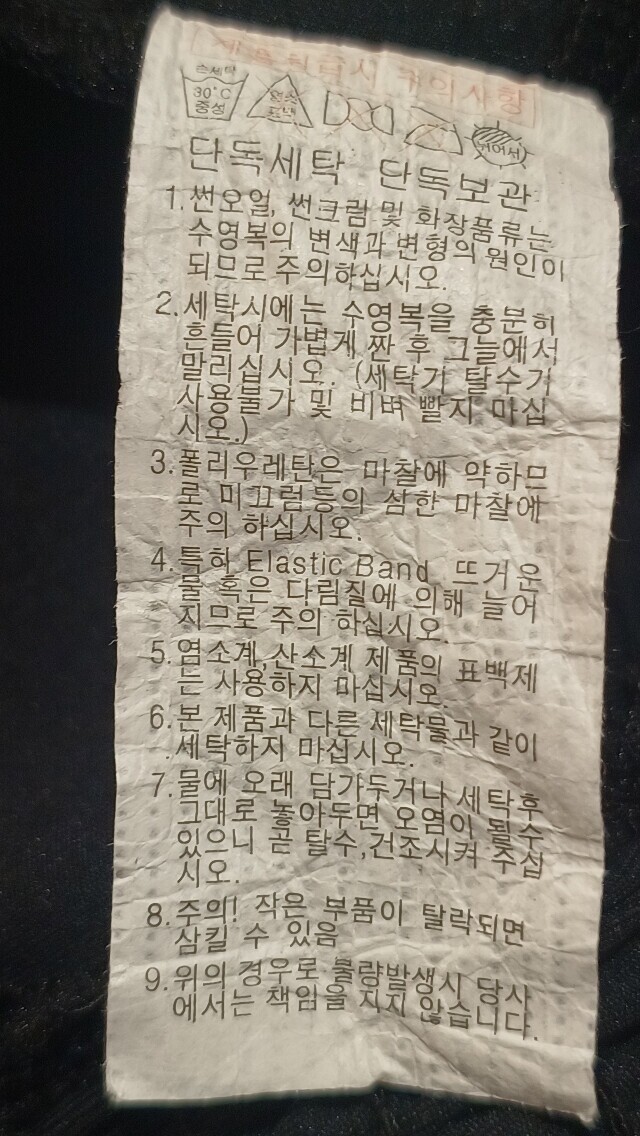 제품취급시 주의사항
손세탁
30°C
중성
염소
표백
뉘어서
단독세탁 단독보관
1.썬오일, 썬크림 및 화장품류는
수영복의 변색과 변형의 원인이
되므로 주의하십시오.
2.세탁시에는 수영복을 충분히
흔들어 가볍게 짠 후 그늘에서
말리십시오. (세탁기 탈수기
사용불가 및 비벼 빨지 마십
시오.)
3.폴리우레탄은 마찰에 약하므
로 미끄럼등의 심한 마찰에
주의 하십시오.
4.특히 Elastic Band 뜨거운
물 혹은 다림질에 의해 늘어
지므로 주의 하십시오.
5.염소계,산소계 제품의 표백제
는 사용하지 마십시오.
6.본 제품과 다른 세탁물과 같이
세탁하지 마십시오.
7.물에 오래 담가두거나 세탁후
그대로 놓아두면 오염이 될수
있으니 곧 탈수,건조시켜 주십
시오.
8.주의! 작은 부품이 탈락되면
삼킬 수 있음
9.위의 경우로 불량발생시 당사
에서는 책임을 지지 않습니다.